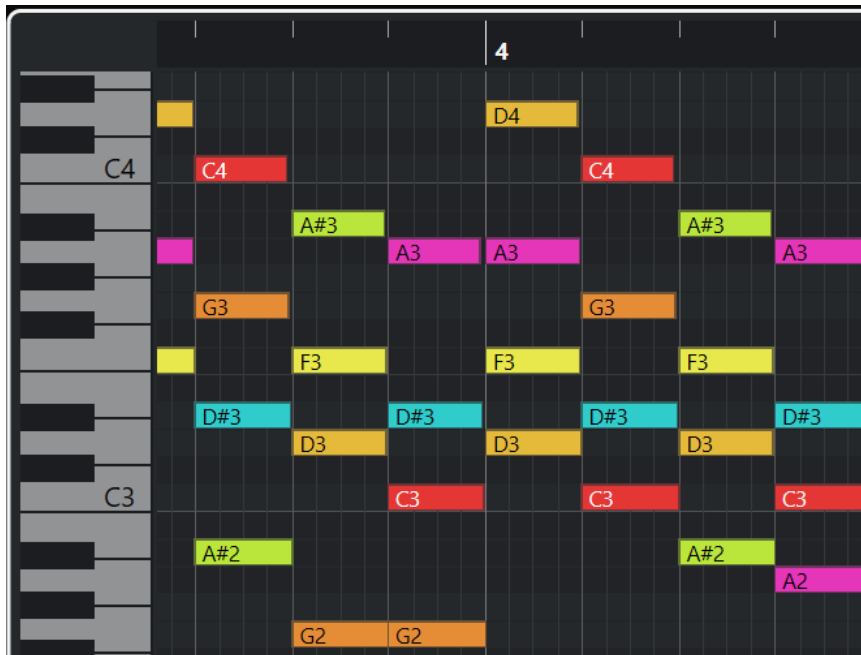 4
D4
C4 C4 C4
A#3 A#3
A3 A3 A3
G3 G3
F3 F3 F3
D#3 D#3 D#3 D#3
D3 D3 D3
C3 C3 C3 C3
A#2 A#2
A2
G2 G2